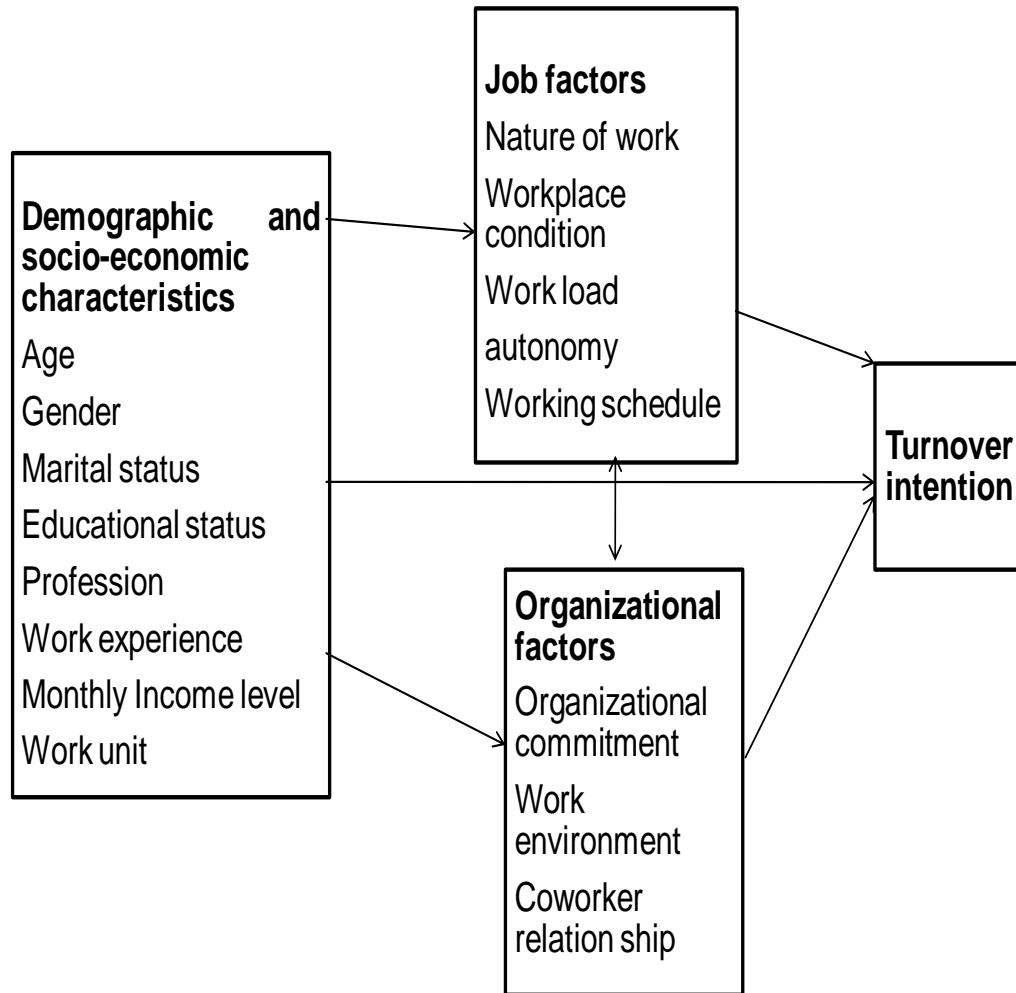 Demographic and
socio-economic
characteristics
Age
Gender
Marital status
Educational status
Profession
Work experience
Monthly Income level
Work unit
Job factors
Nature of work
Workplace
condition
Work load
autonomy
Working schedule
Organizational
factors
Organizational
commitment
Work
environment
Coworker
relation ship
Turnover
intention